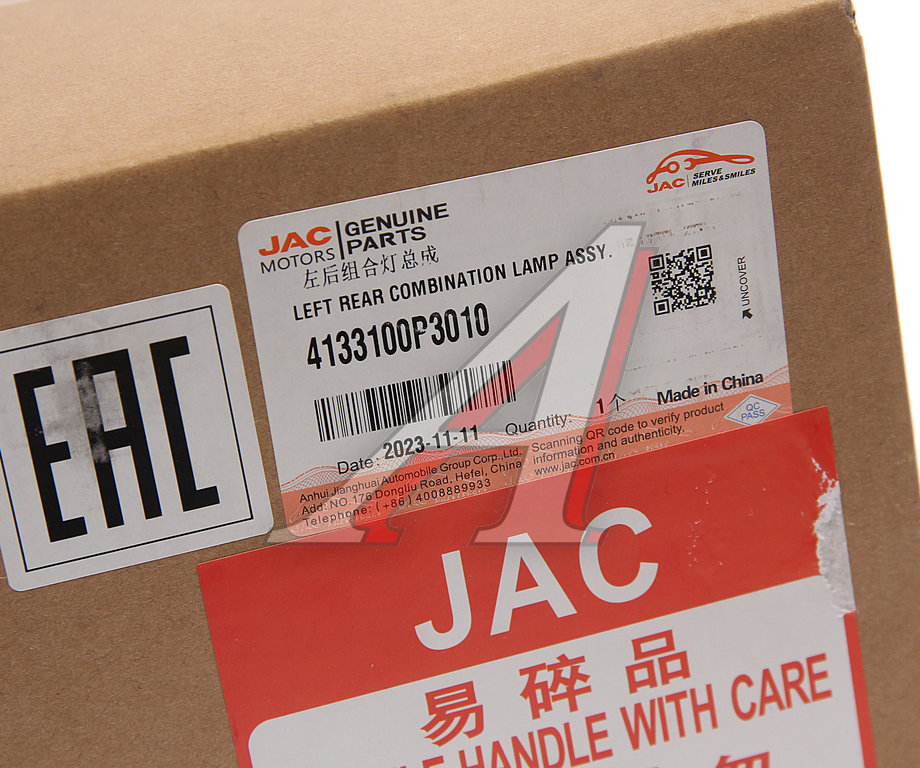 JAC MOTORS
GENUINE PARTS
JAC
SERVE
MILES&SMILES
左后组合灯总成
LEFT REAR COMBINATION LAMP ASSY.
4133100P3010
UNCOVER
Date: 2023-11-11
Quantity: 1个
Made in China
QC PASS
Anhui Jianghuai Automobile Group Corp., Ltd.
Add: NO.176 Dongliu Road, Hefei, China
Telephone: (+86) 4008889933
Scanning QR code to verify product
information and authenticity.
www.jac.com.cn
EAC
JAC
易碎品
HANDLE WITH CARE